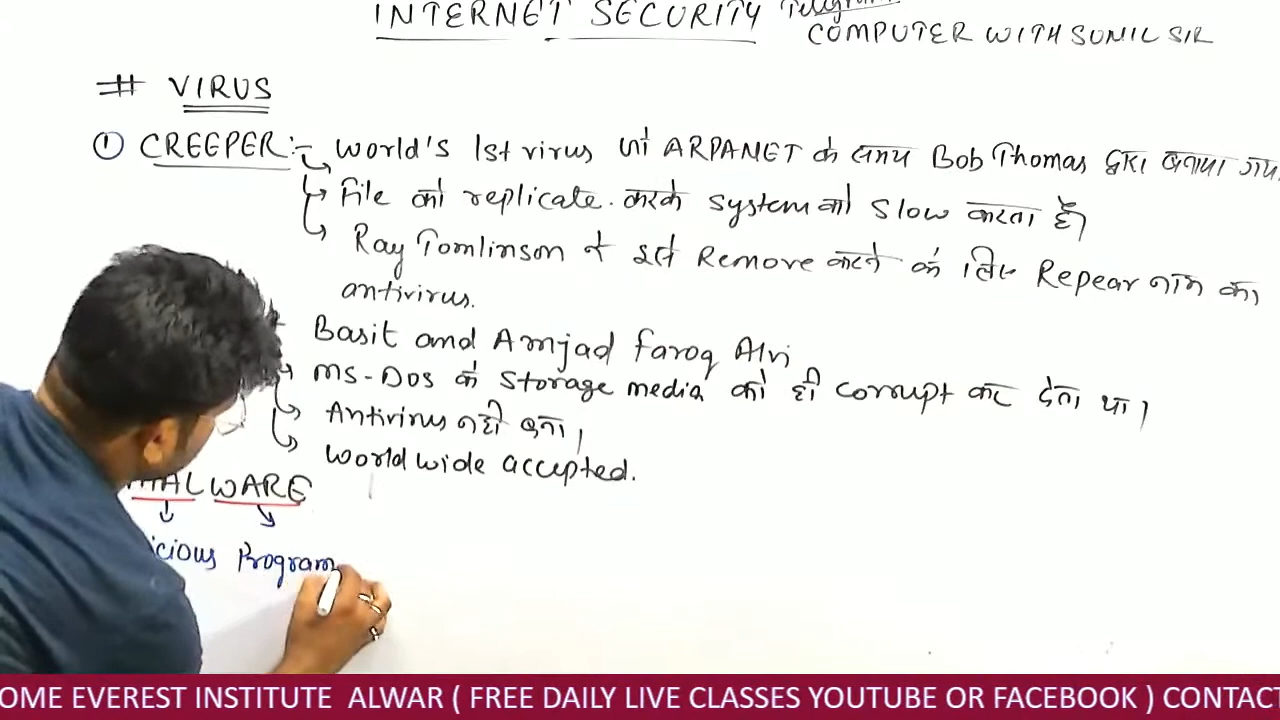 INTERNET SECURITY Telegram
COMPUTER WITH SUNIL SIR
# VIRUS
① CREEPER :- World's 1st virus जो ARPANET के समय Bob Thomas द्वारा बनाया गया
File को replicate. करके system को slow करता है।
Ray Tomlinson ने इसे Remove करने के लिए Repear नाम का
antivirus.
Basit and Amjad faroq Alvi
MS-DOS के storage media को ही corrupt कर देता था।
Antivirus नही बना।
World wide accepted.
MALWARE
icious Program
OME EVEREST INSTITUTE ALWAR ( FREE DAILY LIVE CLASSES YOUTUBE OR FACEBOOK ) CONTACT